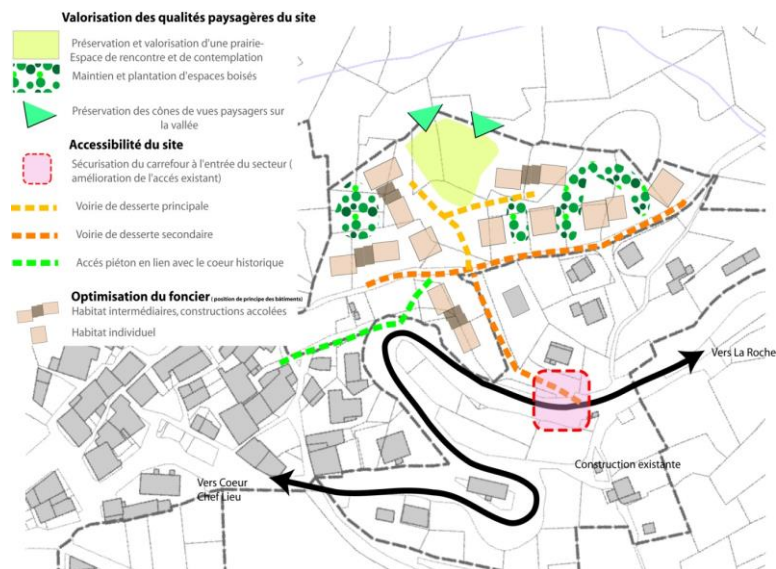 Valorisation des qualités paysagères du site
Préservation et valorisation d'une prairie-
Espace de rencontre et de contemplation
Maintien et plantation d'espaces boisés
Préservation des cônes de vues paysagers sur
la vallée
Accessibilité du site
Sécurisation du carrefour à l'entrée du secteur (
amélioration de l'accés existant)
Voirie de desserte principale
Voirie de desserte secondaire
Accés piéton en lien avec le coeur historique
Optimisation du foncier ( position de principe des bâtiments)
Habitat intermédiaires, constructions accolées
Habitat individuel
Vers La Roche
Construction existante
Vers Coeur
Chef Lieu